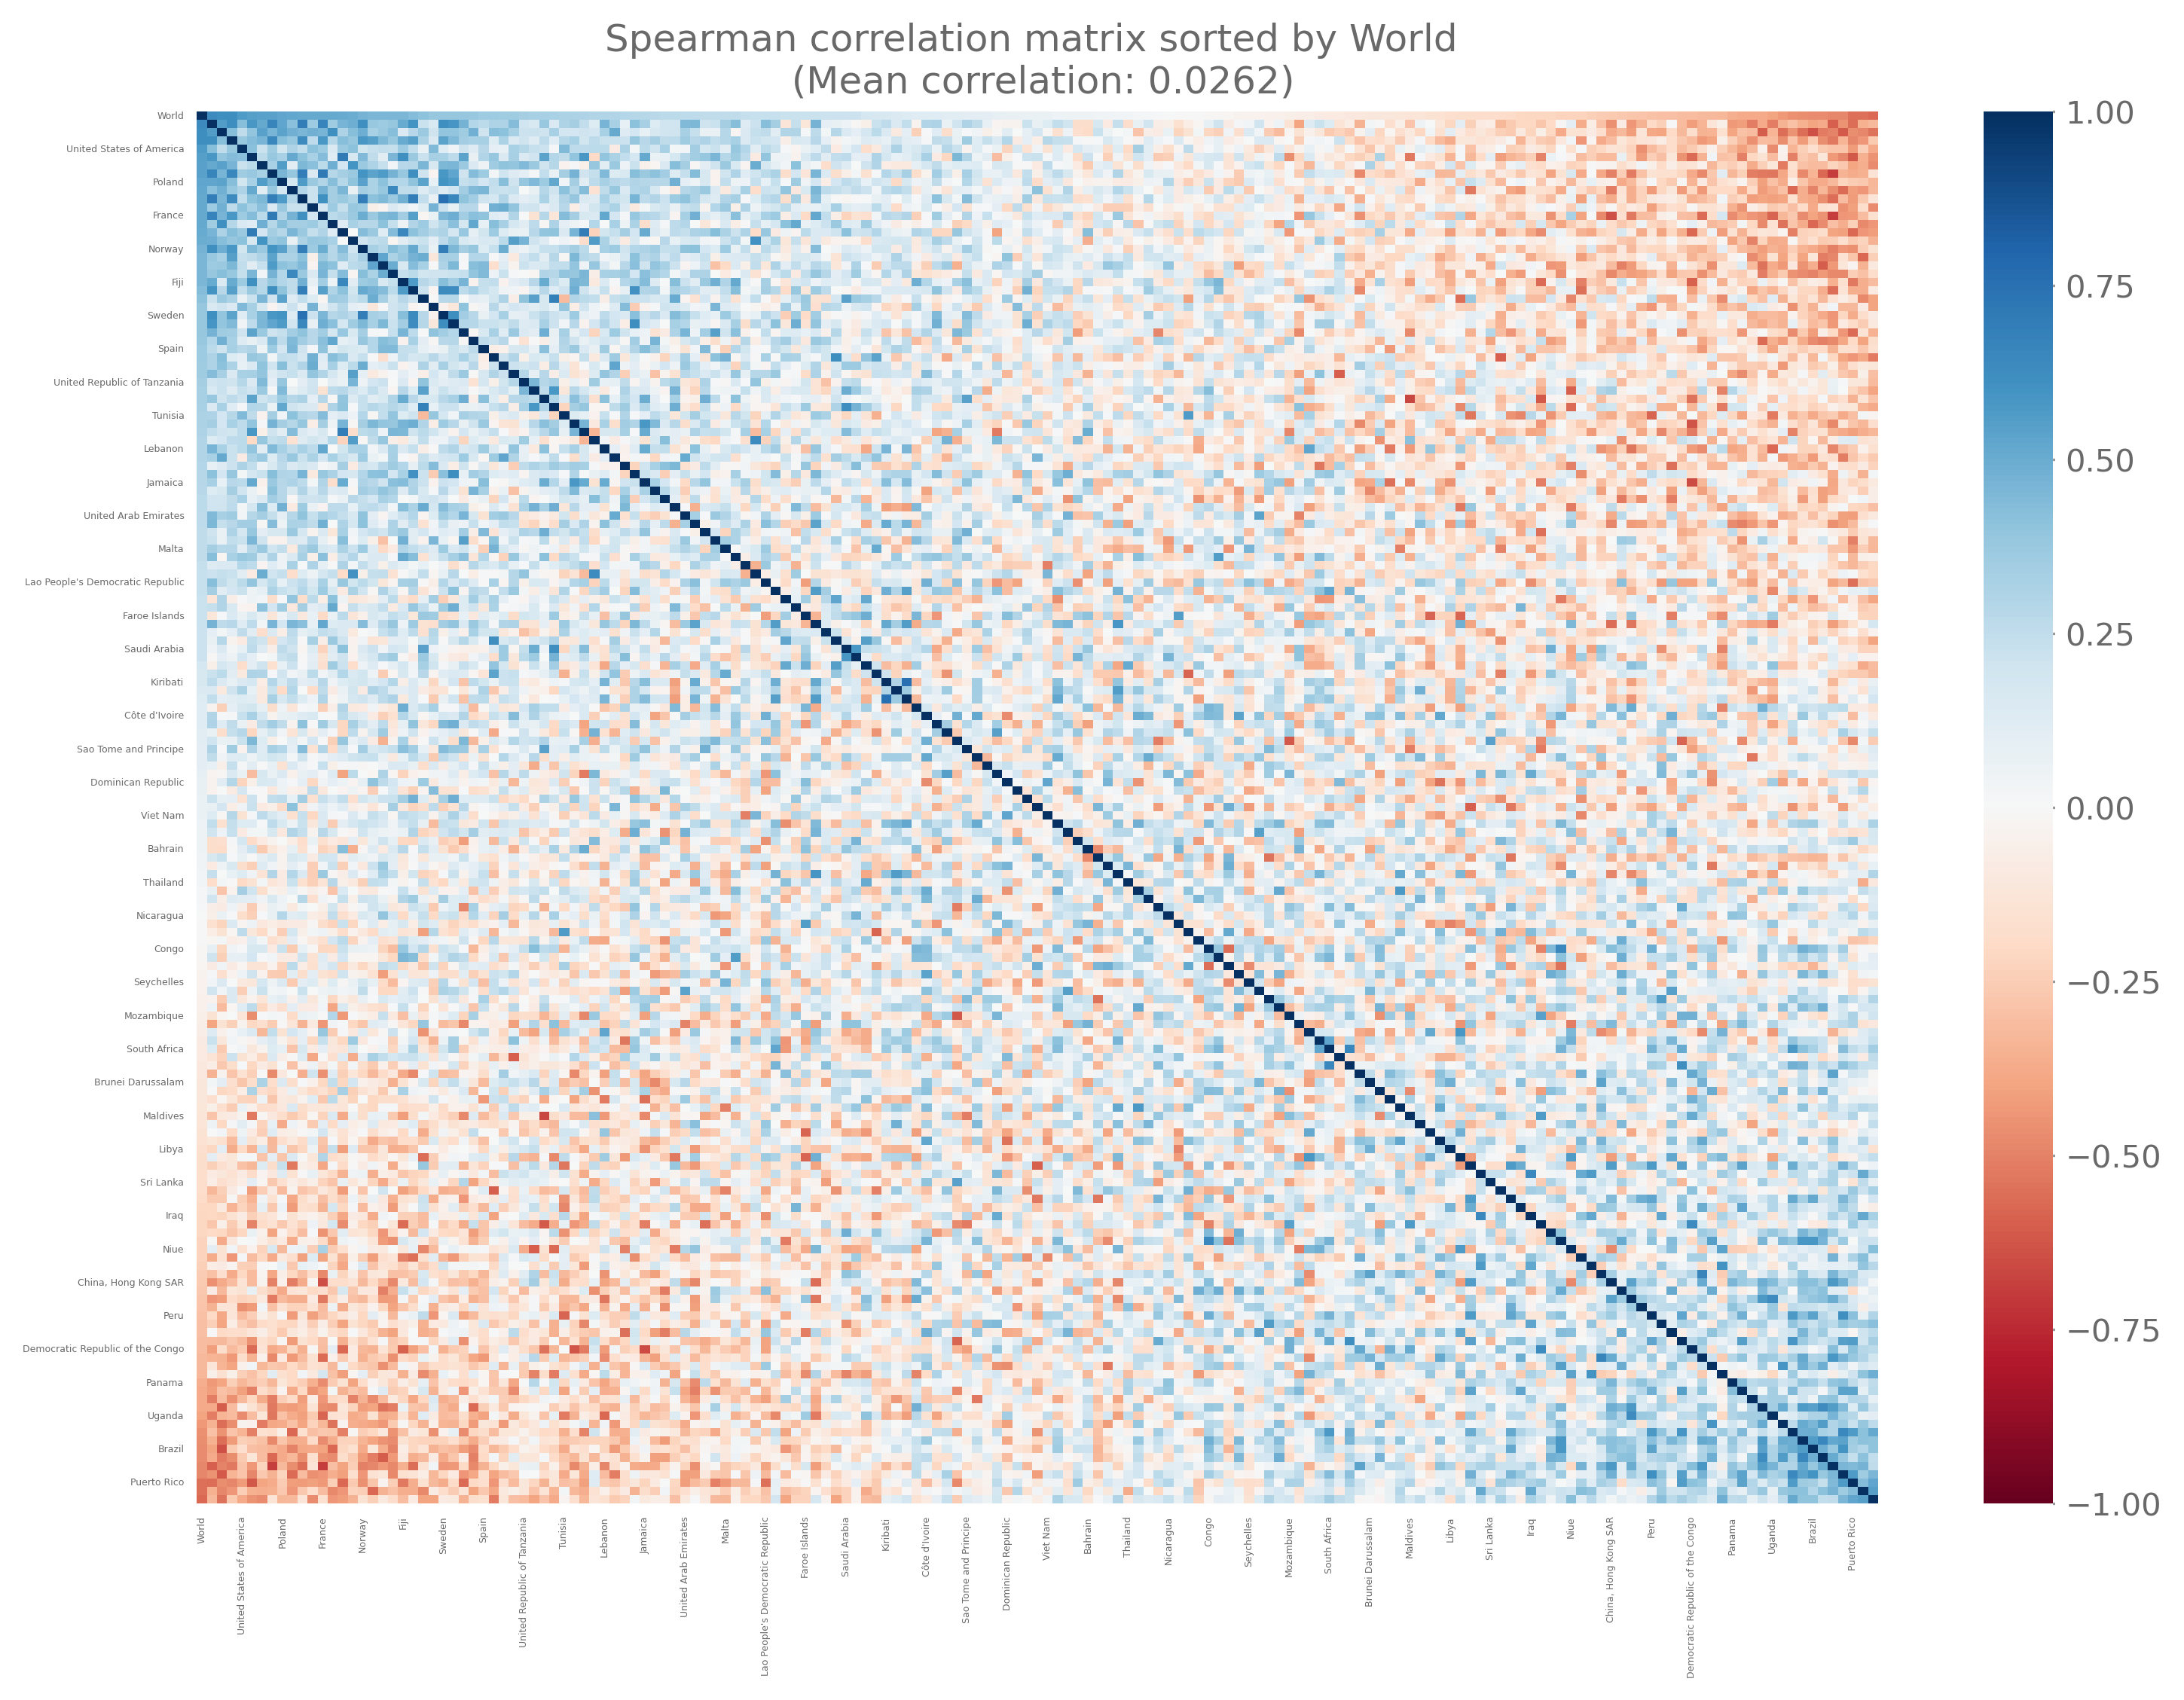 Spearman correlation matrix sorted by World
(Mean correlation: 0.0262)
World
United States of America
Poland
France
Norway
Fiji
Sweden
Spain
United Republic of Tanzania
Tunisia
Lebanon
Jamaica
United Arab Emirates
Malta
Lao People's Democratic Republic
Faroe Islands
Saudi Arabia
Kiribati
Côte d'Ivoire
Sao Tome and Principe
Dominican Republic
Viet Nam
Bahrain
Thailand
Nicaragua
Congo
Seychelles
Mozambique
South Africa
Brunei Darussalam
Maldives
Libya
Sri Lanka
Iraq
Niue
China, Hong Kong SAR
Peru
Democratic Republic of the Congo
Panama
Uganda
Brazil
Puerto Rico
World
United States of America
Poland
France
Norway
Fiji
Sweden
Spain
United Republic of Tanzania
Tunisia
Lebanon
Jamaica
United Arab Emirates
Malta
Lao People's Democratic Republic
Faroe Islands
Saudi Arabia
Kiribati
Côte d'Ivoire
Sao Tome and Principe
Dominican Republic
Viet Nam
Bahrain
Thailand
Nicaragua
Congo
Seychelles
Mozambique
South Africa
Brunei Darussalam
Maldives
Libya
Sri Lanka
Iraq
Niue
China, Hong Kong SAR
Peru
Democratic Republic of the Congo
Panama
Uganda
Brazil
Puerto Rico
1.00
0.75
0.50
0.25
0.00
−0.25
−0.50
−0.75
−1.00